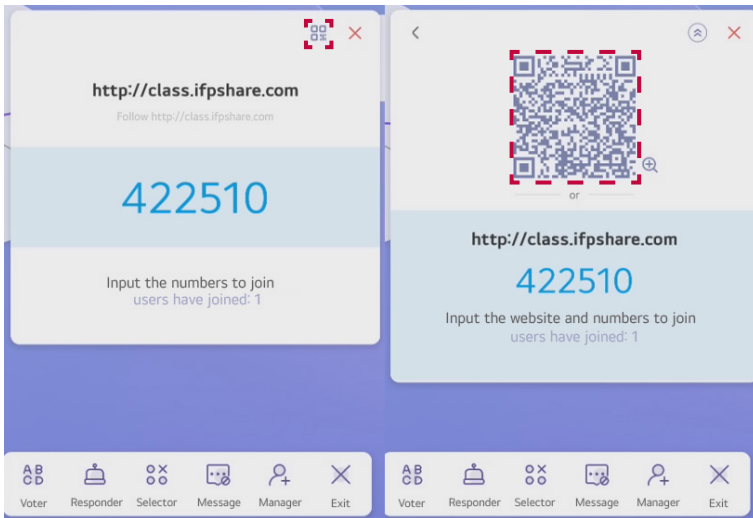 http://class.ifpshare.com
Follow http://class.ifpshare.com
422510
Input the numbers to join
users have joined: 1
Voter
Responder
Selector
Message
Manager
Exit
or
http://class.ifpshare.com
422510
Input the website and numbers to join
users have joined: 1
Voter
Responder
Selector
Message
Manager
Exit